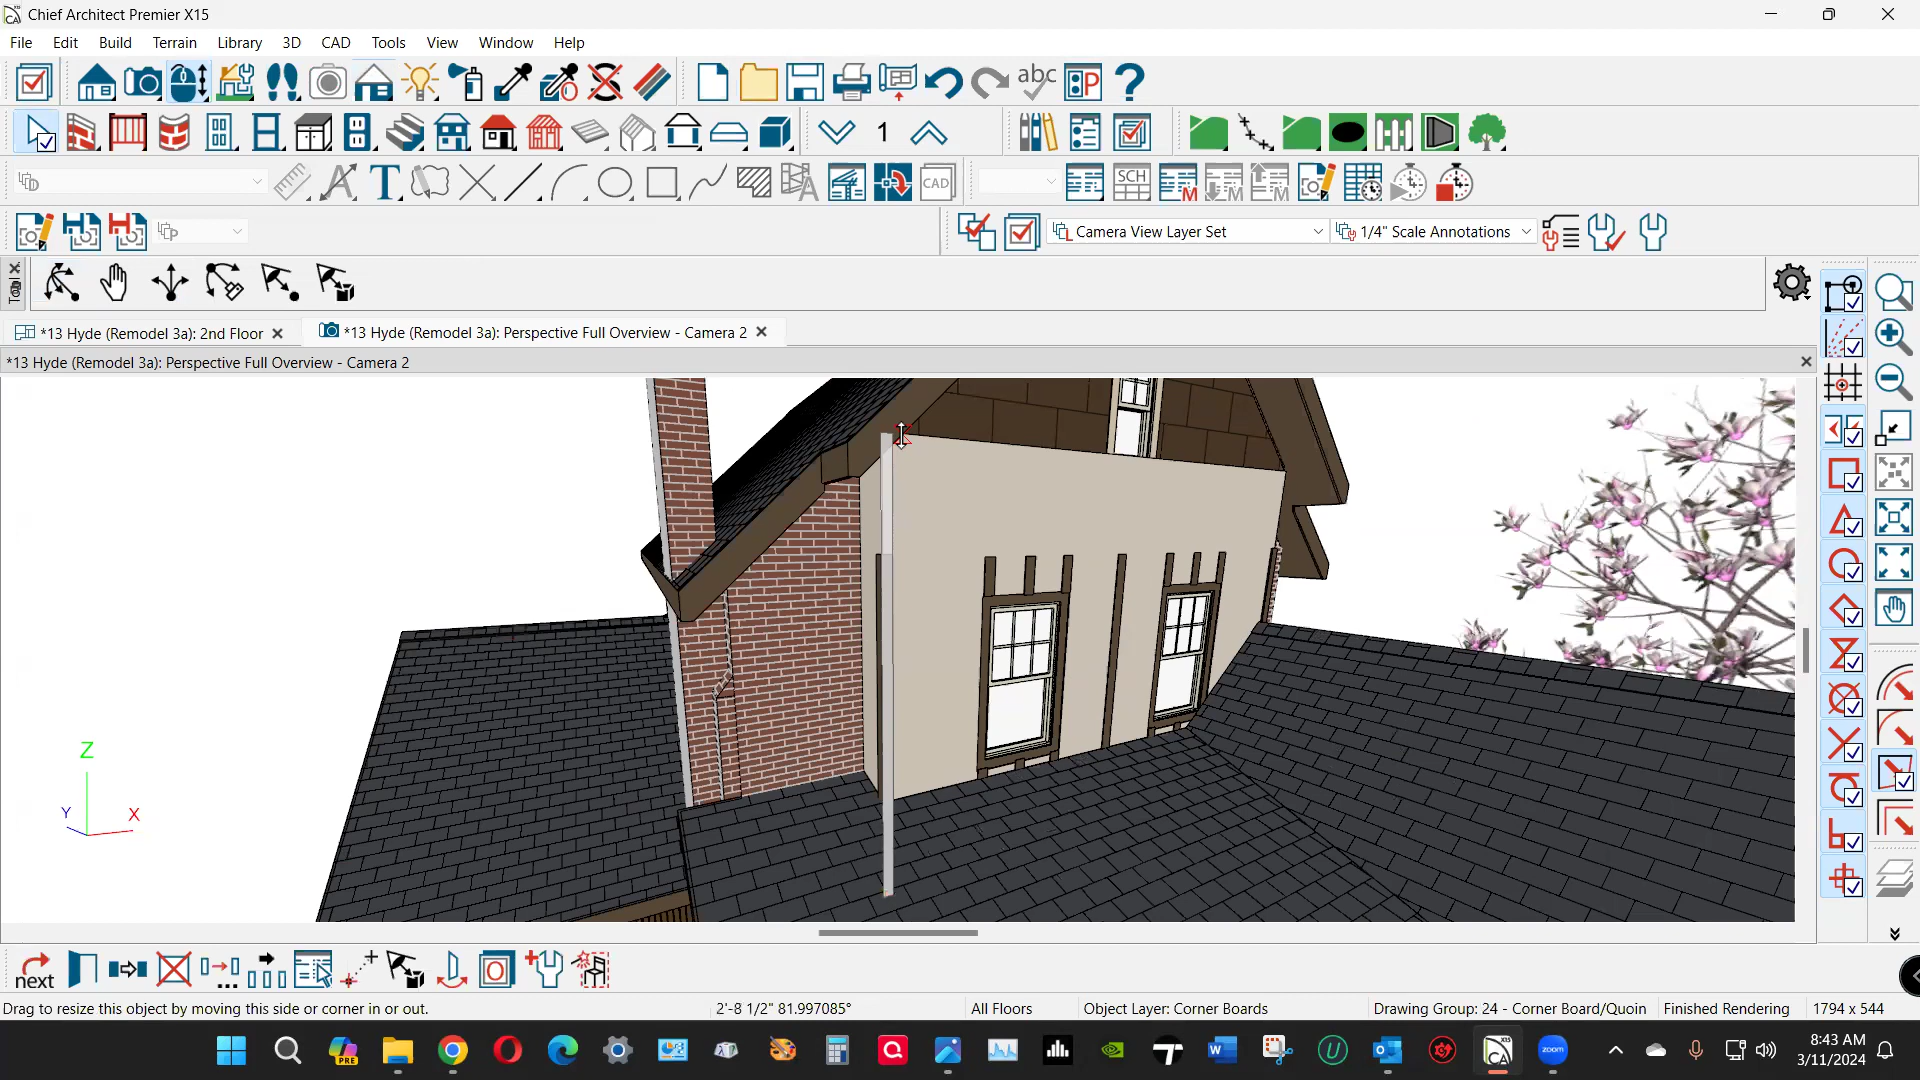 Chief Architect Premier X15
File Edit Build Terrain Library 3D CAD Tools View Window Help
abc P ?
1
T A CAD SCH M M M
P Camera View Layer Set 1/4" Scale Annotations
Tool
*13 Hyde (Remodel 3a): 2nd Floor *13 Hyde (Remodel 3a): Perspective Full Overview - Camera 2
*13 Hyde (Remodel 3a): Perspective Full Overview - Camera 2
Z
Y X
next
Drag to resize this object by moving this side or corner in or out. 2'-8 1/2" 81.997085° All Floors Object Layer: Corner Boards Drawing Group: 24 - Corner Board/Quoin Finished Rendering 1794 x 544
PRE W zoom 8:43 AM
3/11/2024